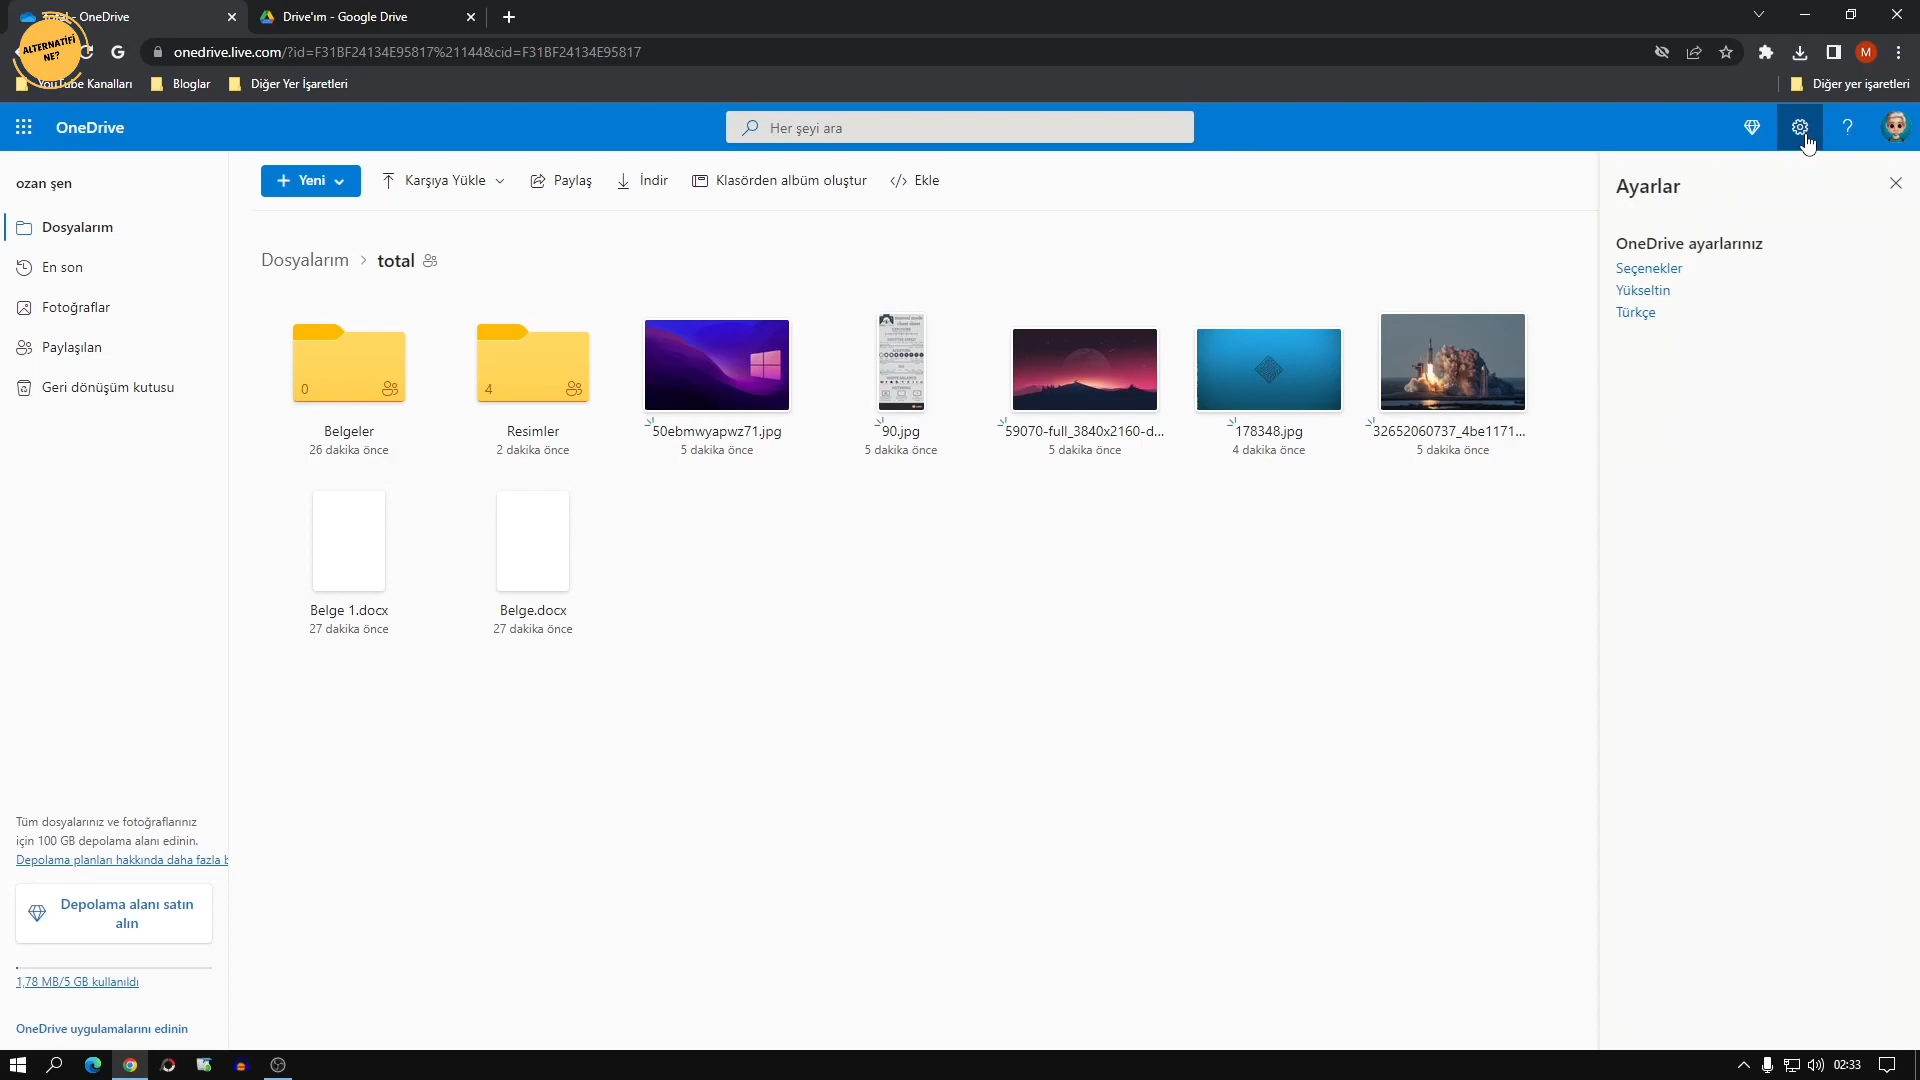 total - OneDrive
Drive'ım - Google Drive
ALTERNATİFİ
NE?
onedrive.live.com/?id=F31BF24134E95817%21144&cid=F31BF24134E95817
M
YouTube Kanalları
Bloglar
Diğer Yer İşaretleri
Diğer yer işaretleri
OneDrive
Her şeyi ara
ozan şen
Dosyalarım
En son
Fotoğraflar
Paylaşılan
Geri dönüşüm kutusu
Yeni
Karşıya Yükle
Paylaş
İndir
Klasörden albüm oluştur
Ekle
Dosyalarım > total
0
Belgeler
26 dakika önce
4
Resimler
2 dakika önce
50ebmwyapwz71.jpg
5 dakika önce
90.jpg
5 dakika önce
59070-full_3840x2160-d...
5 dakika önce
178348.jpg
4 dakika önce
32652060737_4be1171...
5 dakika önce
Belge 1.docx
27 dakika önce
Belge.docx
27 dakika önce
Ayarlar
OneDrive ayarlarınız
Seçenekler
Yükseltin
Türkçe
Tüm dosyalarınız ve fotoğraflarınız
için 100 GB depolama alanı edinin.
Depolama planları hakkında daha fazla b
Depolama alanı satın
alın
1,78 MB/5 GB kullanıldı
OneDrive uygulamalarını edinin
02:33